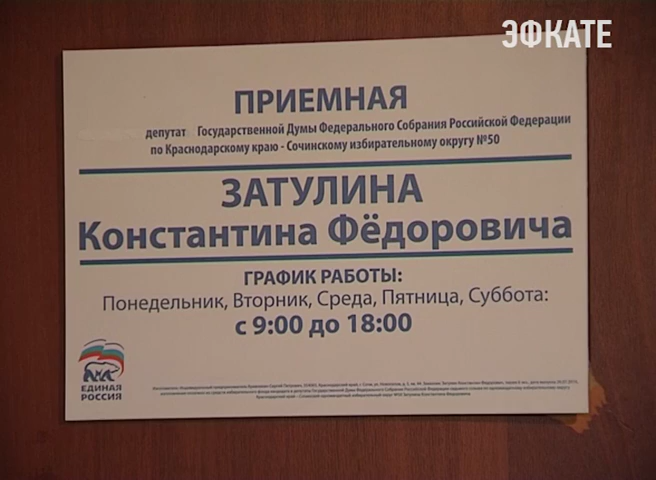 ЭФКАТЕ
ПРИЕМНАЯ
депутат Государственной Думы Федерального Собрания Российской Федерации
по Краснодарскому краю - Сочинскому избирательному округу №50
ЗАТУЛИНА
Константина Фёдоровича
ГРАФИК РАБОТЫ:
Понедельник, Вторник, Среда, Пятница, Суббота:
с 9:00 до 18:00
ЕДИНАЯ
РОССИЯ